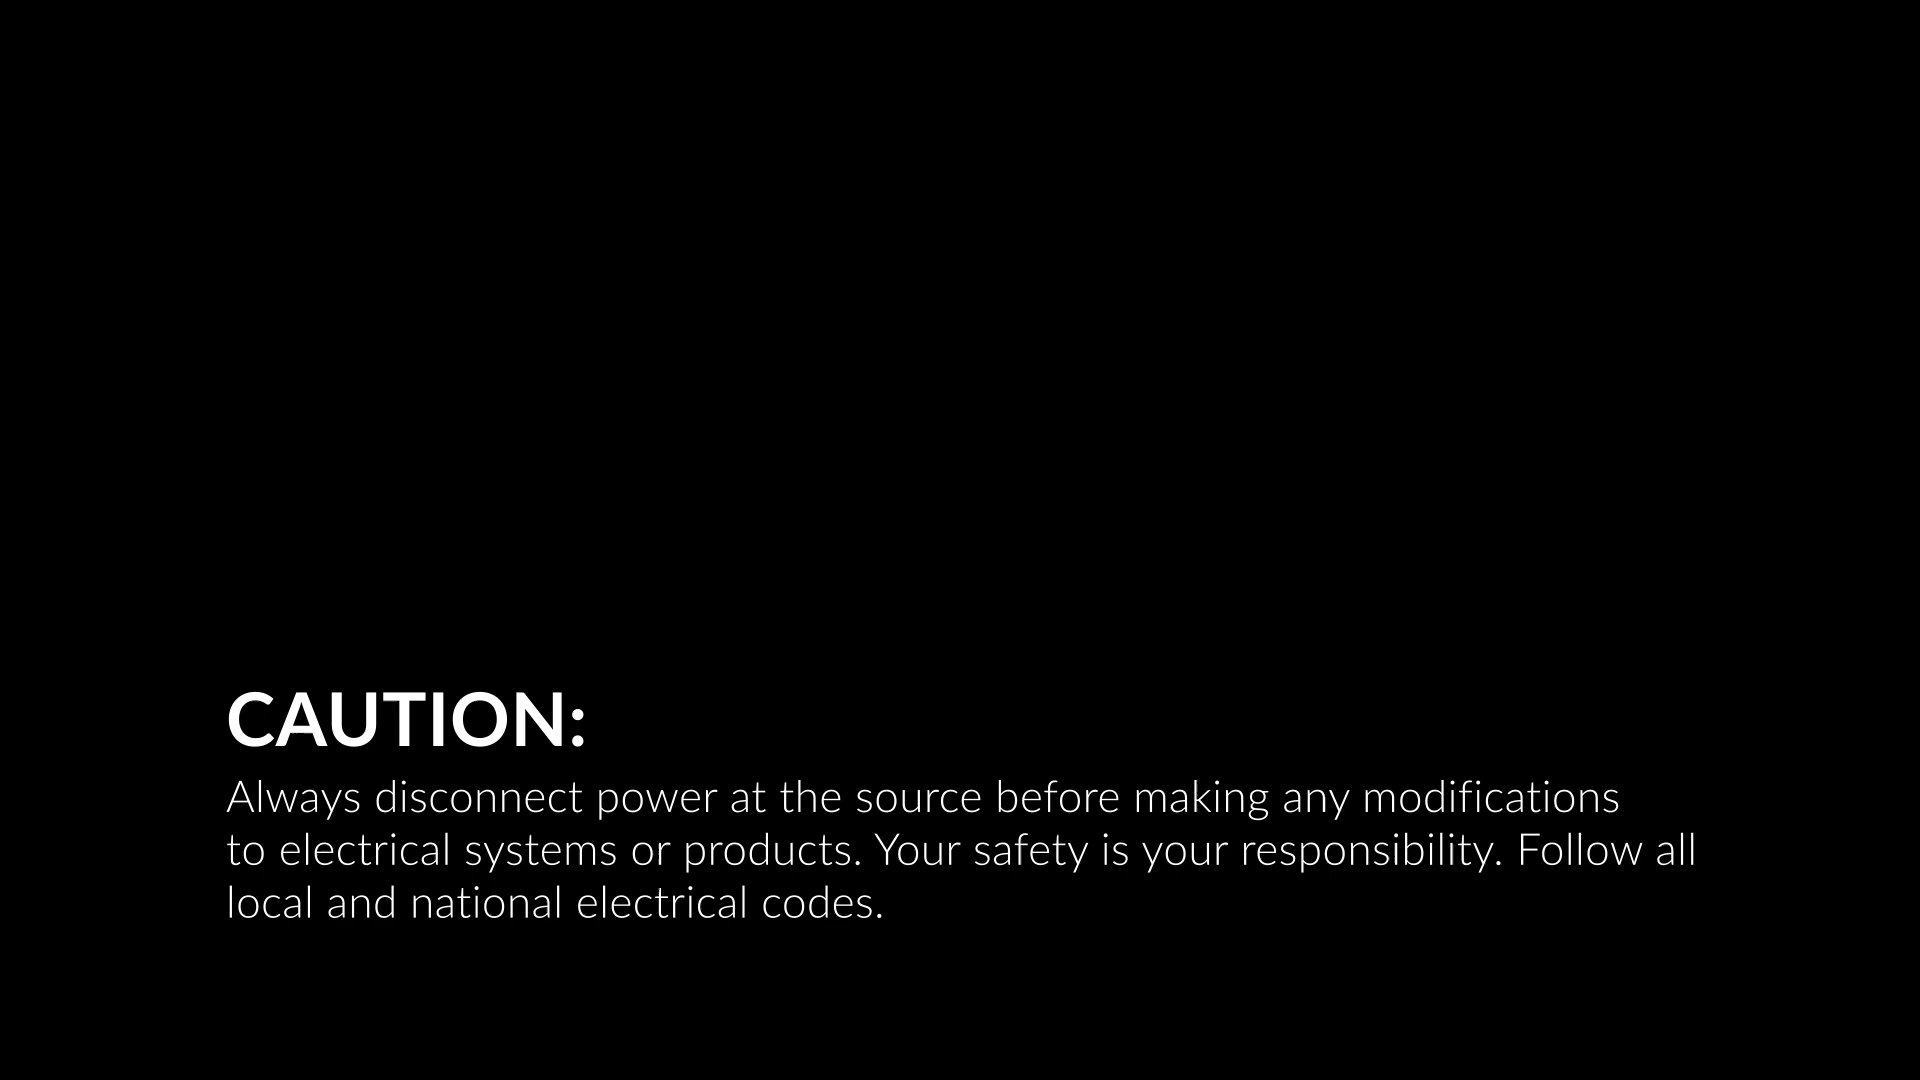 CAUTION:
Always disconnect power at the source before making any modifications
to electrical systems or products. Your safety is your responsibility. Follow all
local and national electrical codes.